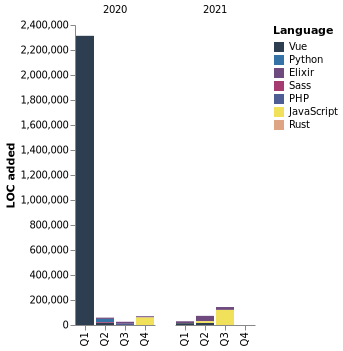 2020
2021
LOC added
2,400,000
2,200,000
2,000,000
1,800,000
1,600,000
1,400,000
1,200,000
1,000,000
800,000
600,000
400,000
200,000
0
Q1
Q2
Q3
Q4
Q1
Q2
Q3
Q4
Language
Vue
Python
Elixir
Sass
PHP
JavaScript
Rust